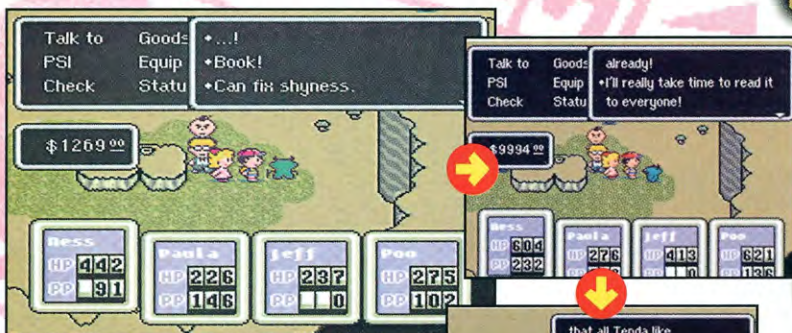 Talk to Goods
PSI Equip
Check Statu
•...!
•Book!
•Can fix shyness.
$1269 00
Ness
HP 442
PP 91
Paula
HP 226
PP 146
Jeff
HP 237
PP 0
Poo
HP 275
PP 102
Talk to Goods
PSI Equip
Check Statu
already!
•I'll really take time to read it
to everyone!
$9994 00
Ness
HP 604
PP 232
Paula
HP 276
Jeff
HP 413
0
Poo
HP 621
136
that all Tenda like